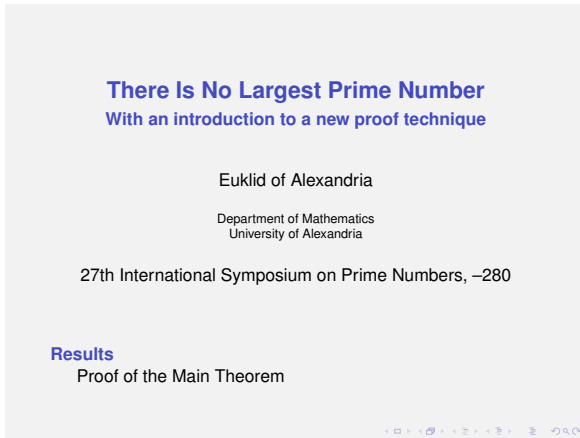 There Is No Largest Prime Number
With an introduction to a new proof technique
Euklid of Alexandria
Department of Mathematics
University of Alexandria
27th International Symposium on Prime Numbers, –280
Results
Proof of the Main Theorem